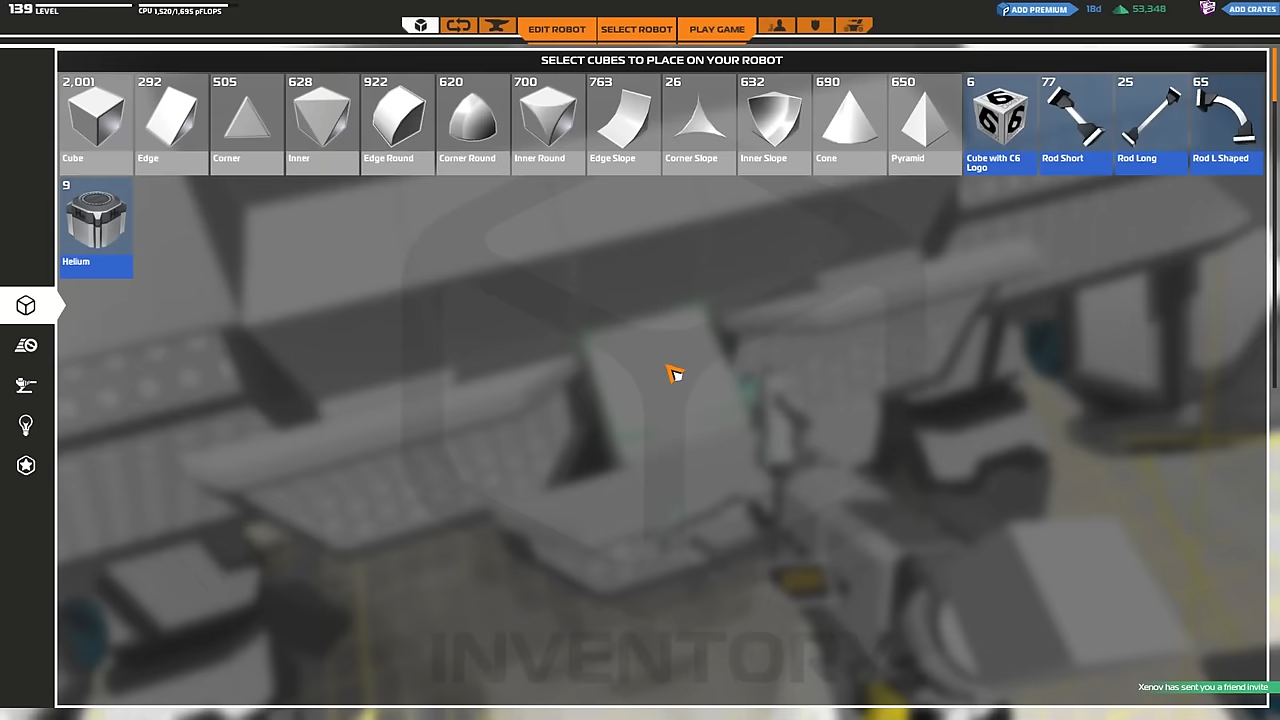 139 LEVEL
CPU 1,520/1,695 pFLOPS
EDIT ROBOT
SELECT ROBOT
PLAY GAME
ADD PREMIUM
18d
53,348
ADD CRATES
SELECT CUBES TO PLACE ON YOUR ROBOT
2,001
292
505
628
922
620
700
763
26
632
690
650
6
77
25
65
Cube
Edge
Corner
Inner
Edge Round
Corner Round
Inner Round
Edge Slope
Corner Slope
Inner Slope
Cone
Pyramid
Cube with C6
Logo
Rod Short
Rod Long
Rod L Shaped
9
Helium
INVENTORY
Xenov has sent you a friend invite